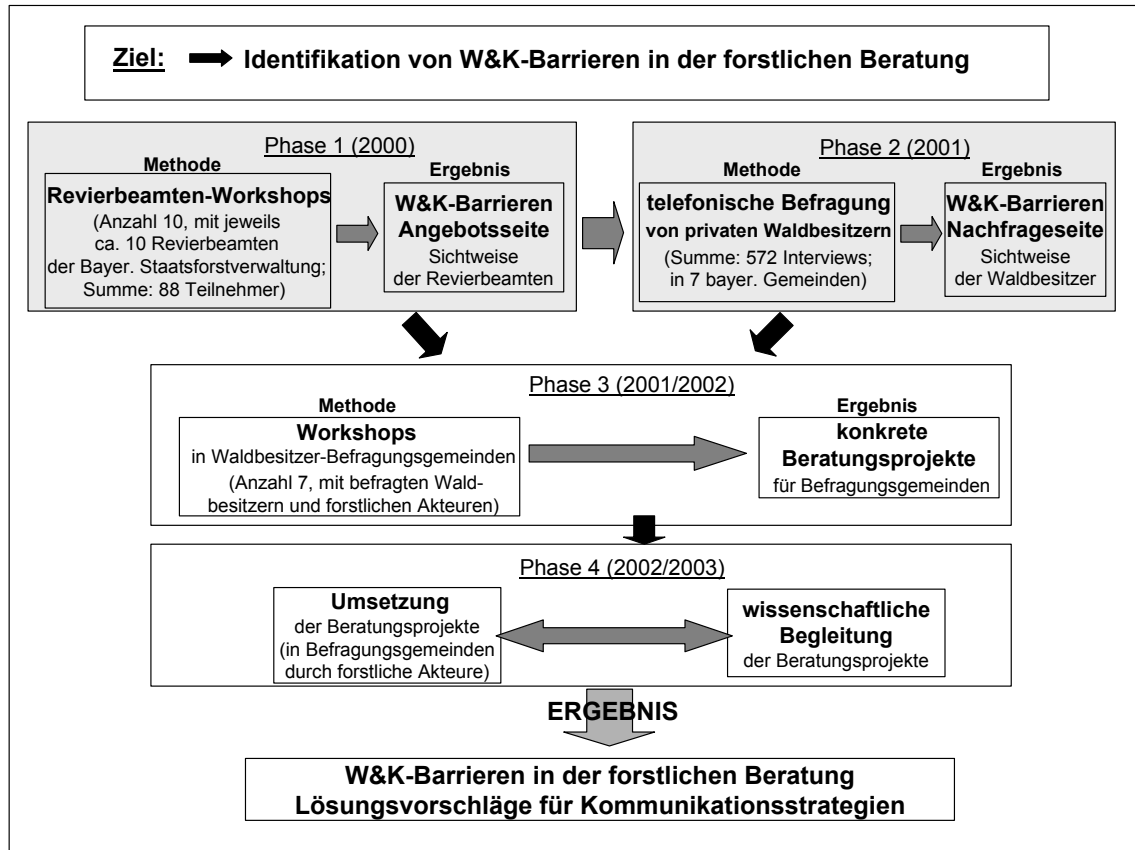 Ziel: Identifikation von W&K-Barrieren in der forstlichen Beratung
Phase 1 (2000)
Methode
Revierbeamten-Workshops
(Anzahl 10, mit jeweils
ca. 10 Revierbeamten
der Bayer. Staatsforstverwaltung;
Summe: 88 Teilnehmer)
Ergebnis
W&K-Barrieren
Angebotsseite
Sichtweise
der Revierbeamten
Phase 2 (2001)
Methode
telefonische Befragung
von privaten Waldbesitzern
(Summe: 572 Interviews;
in 7 bayer. Gemeinden)
Ergebnis
W&K-Barrieren
Nachfrageseite
Sichtweise
der Waldbesitzer
Phase 3 (2001/2002)
Methode
Workshops
in Waldbesitzer-Befragungsgemeinden
(Anzahl 7, mit befragten Wald-
besitzern und forstlichen Akteuren)
Ergebnis
konkrete
Beratungsprojekte
für Befragungsgemeinden
Phase 4 (2002/2003)
Umsetzung
der Beratungsprojekte
(in Befragungsgemeinden
durch forstliche Akteure)
wissenschaftliche
Begleitung
der Beratungsprojekte
ERGEBNIS
W&K-Barrieren in der forstlichen Beratung
Lösungsvorschläge für Kommunikationsstrategien